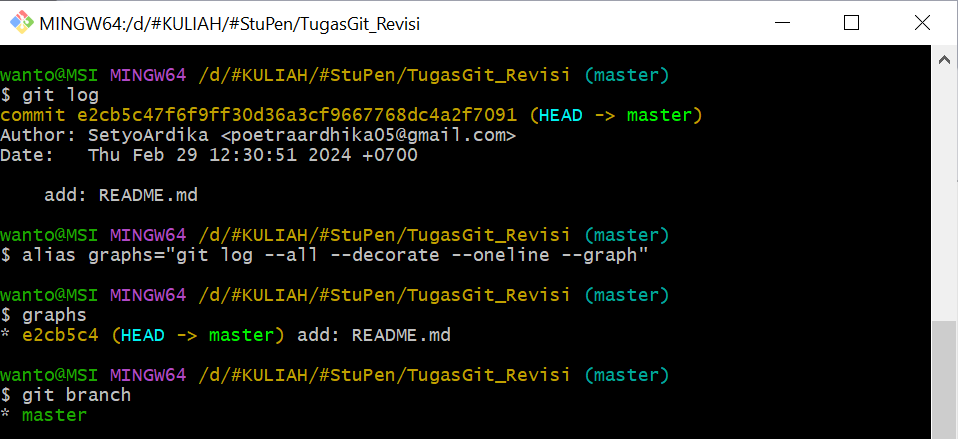 MINGW64:/d/#KULIAH/#StuPen/TugasGit_Revisi
wanto@MSI MINGW64 /d/#KULIAH/#StuPen/TugasGit_Revisi (master)
$ git log
commit e2cb5c47f6f9ff30d36a3cf9667768dc4a2f7091 (HEAD -> master)
Author: SetyoArdika <poetraardhika05@gmail.com>
Date:   Thu Feb 29 12:30:51 2024 +0700
    add: README.md
wanto@MSI MINGW64 /d/#KULIAH/#StuPen/TugasGit_Revisi (master)
$ alias graphs="git log --all --decorate --oneline --graph"
wanto@MSI MINGW64 /d/#KULIAH/#StuPen/TugasGit_Revisi (master)
$ graphs
* e2cb5c4 (HEAD -> master) add: README.md
wanto@MSI MINGW64 /d/#KULIAH/#StuPen/TugasGit_Revisi (master)
$ git branch
* master